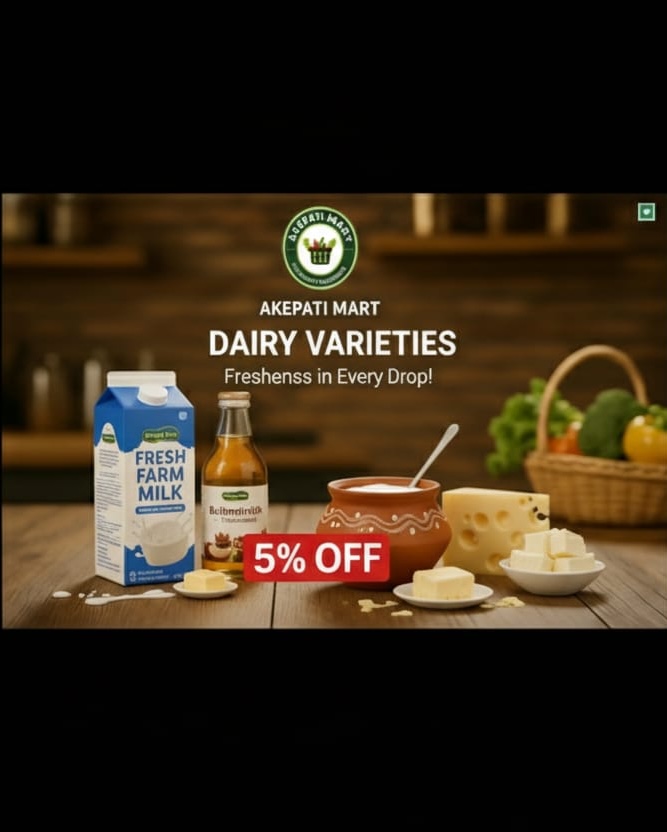 AKEPATI MART
AKEPATI MART
DAIRY VARIETIES
Freshenss in Every Drop!
FRESH
FARM
MILK
5% OFF